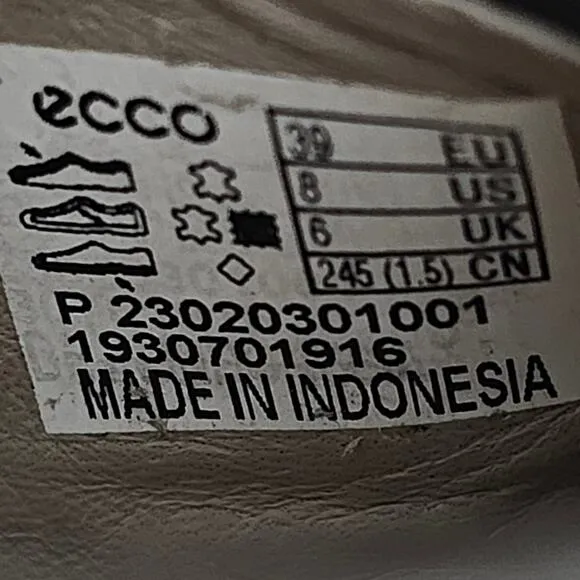 ecco
39 EU
8 US
6 UK
245 (1.5) CN
P 23020301001
1930701916
MADE IN INDONESIA